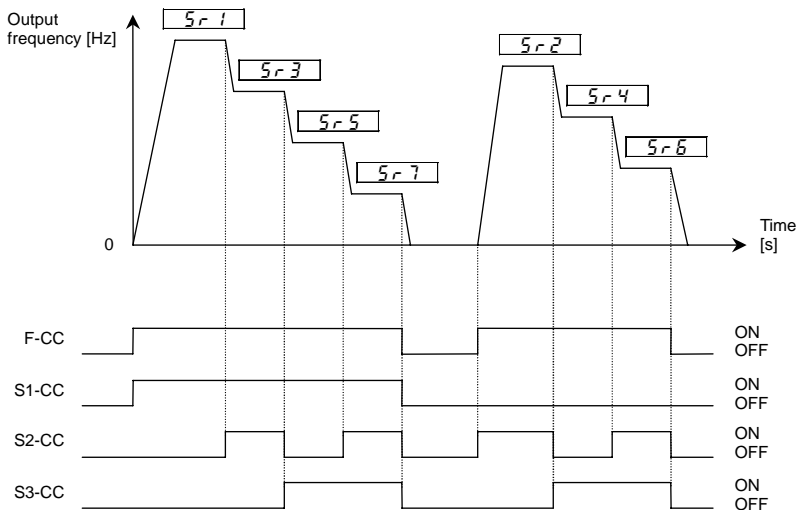 Output
frequency [Hz]
Sr1
Sr3
Sr5
Sr7
Sr2
Sr4
Sr6
0
Time
[s]
F-CC
ON
OFF
S1-CC
ON
OFF
S2-CC
ON
OFF
S3-CC
ON
OFF